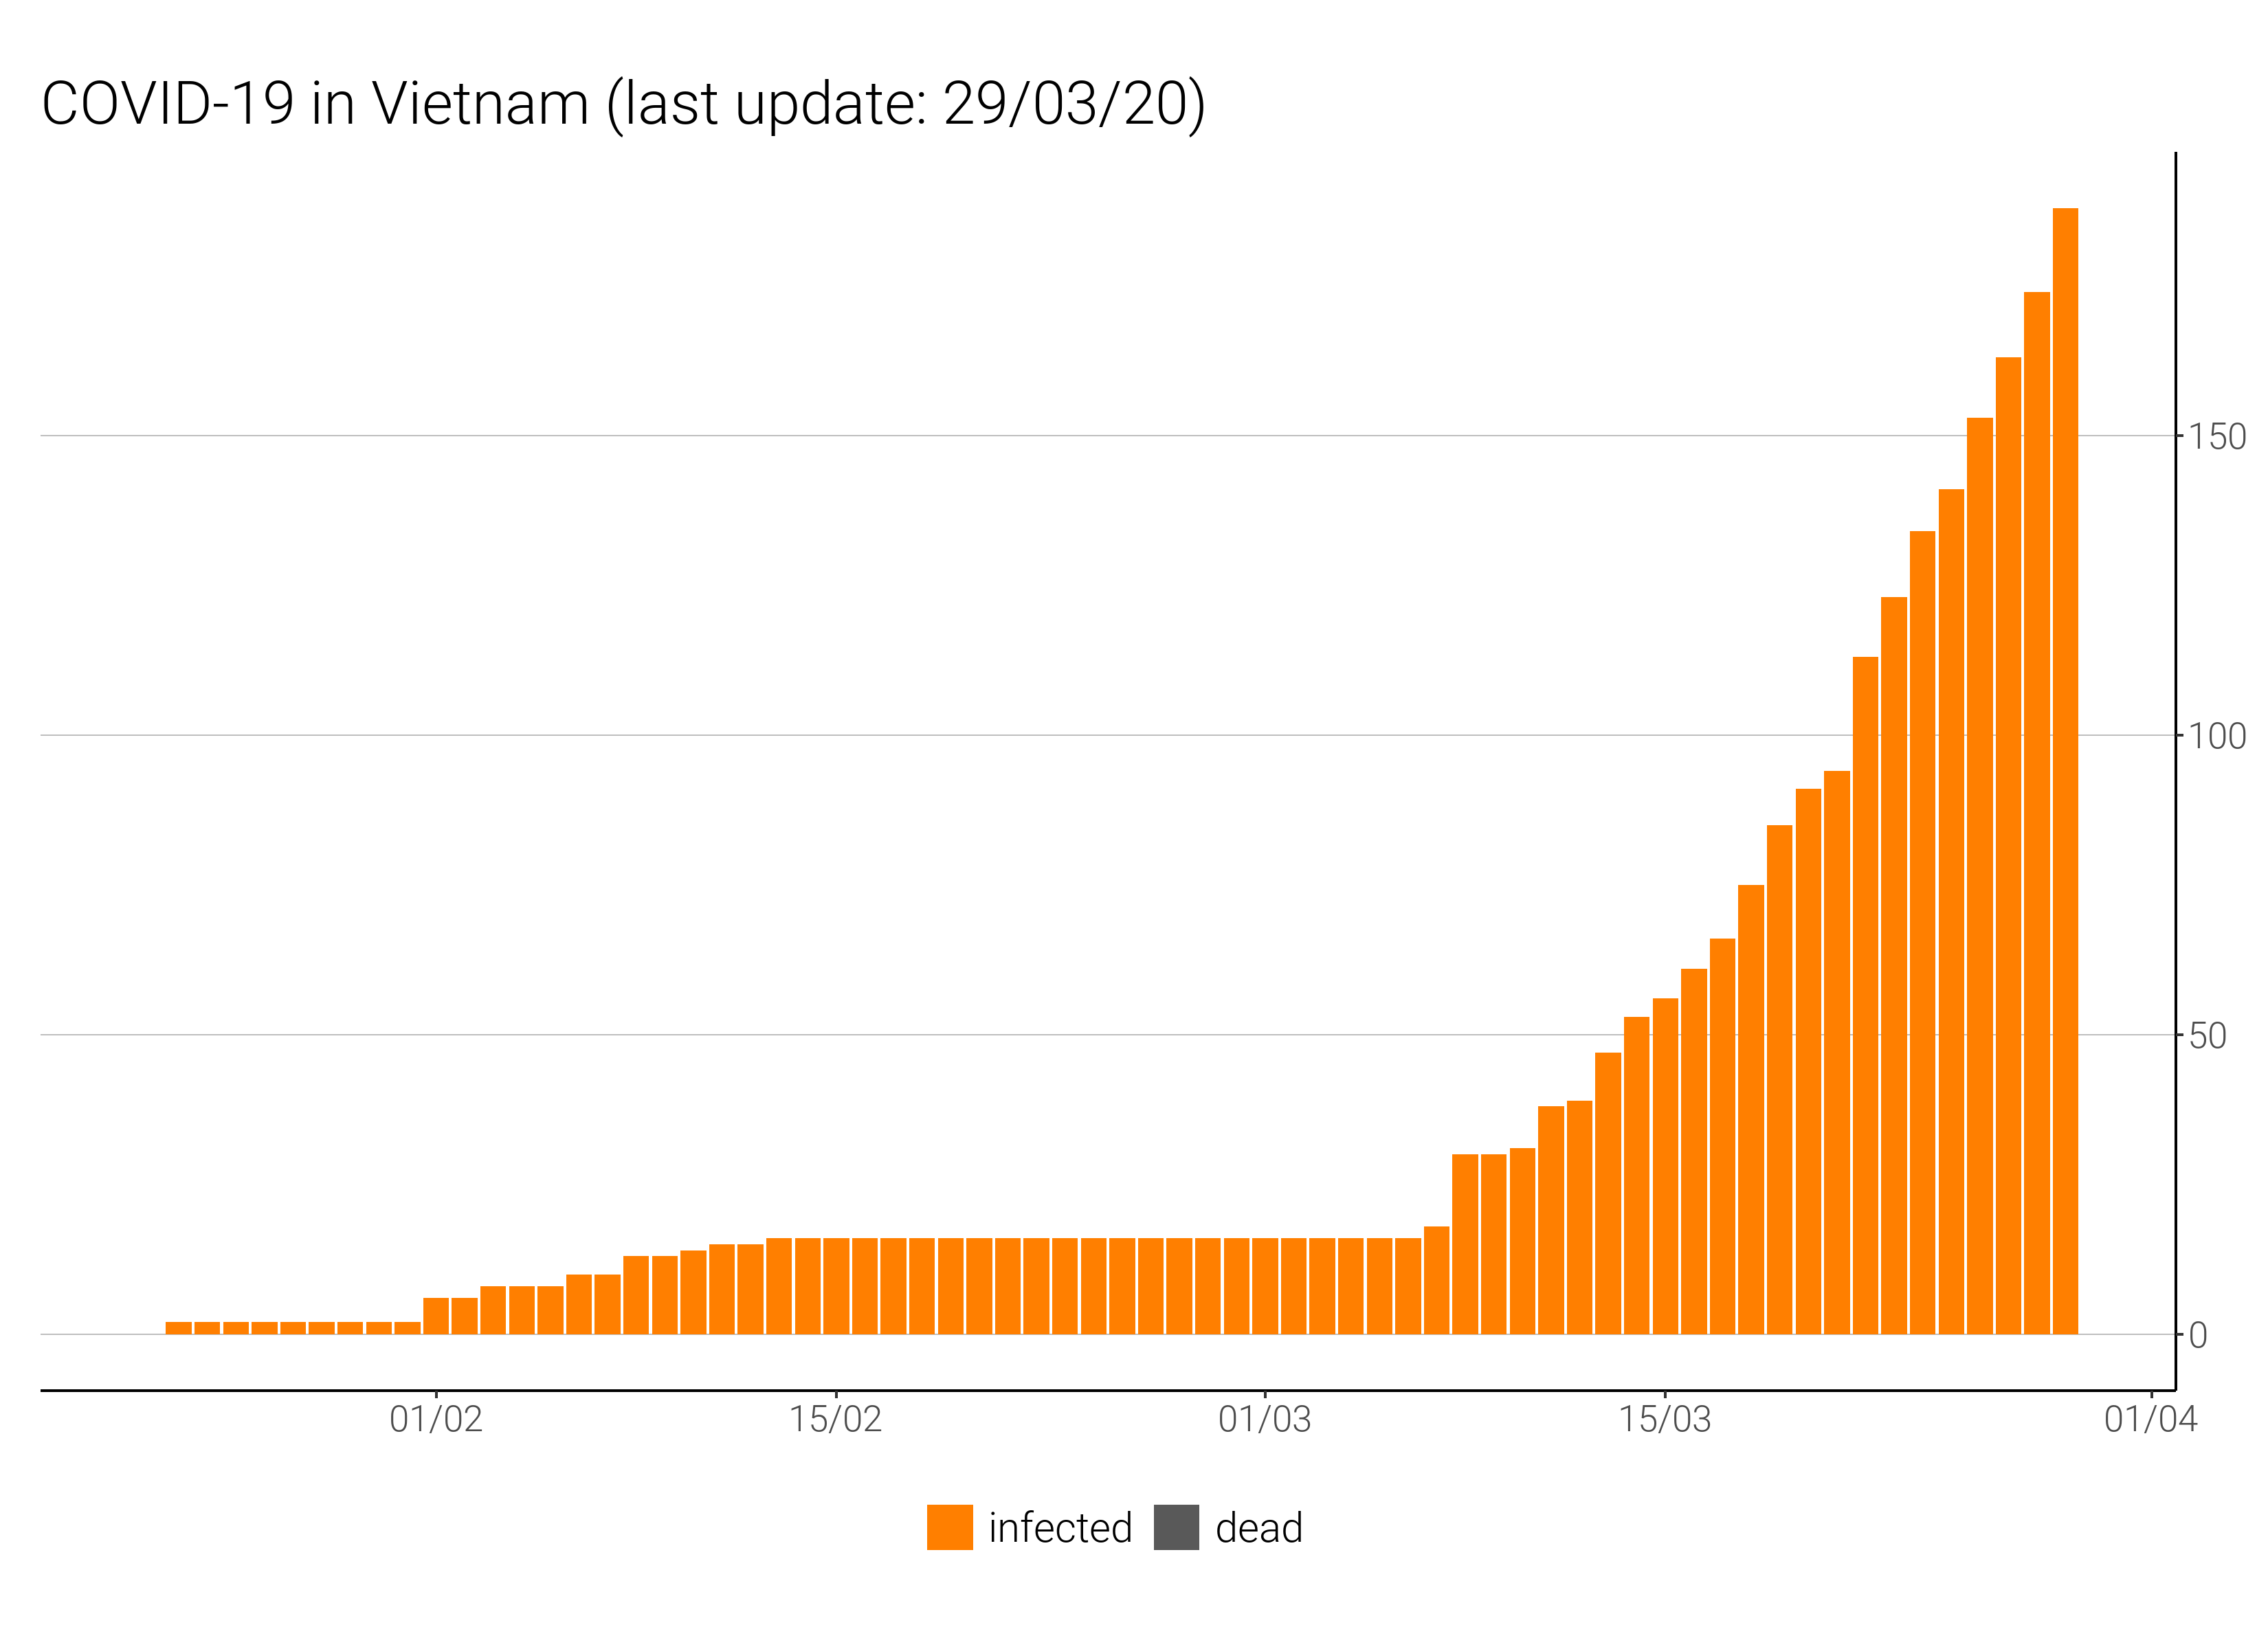 COVID-19 in Vietnam (last update: 29/03/20)
150
100
50
0
01/02 15/02 01/03 15/03 01/04
infected dead